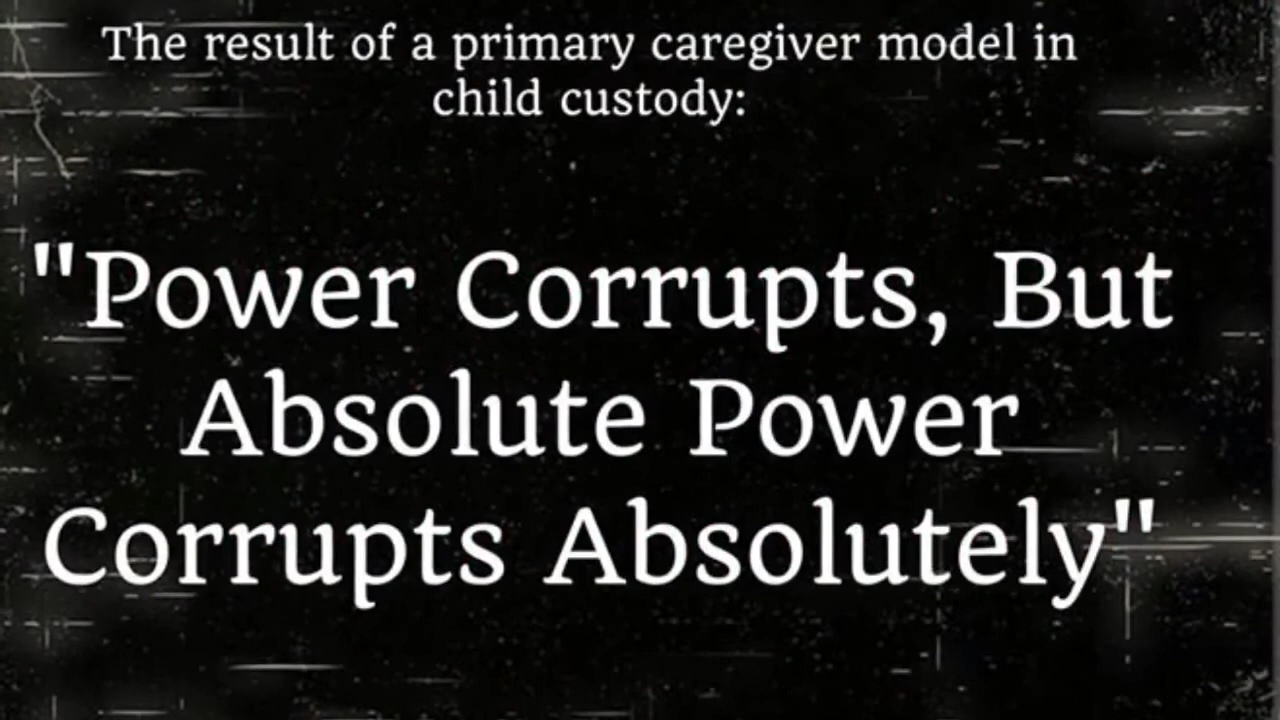 The result of a primary caregiver model in
child custody:
"Power Corrupts, But
Absolute Power
Corrupts Absolutely"